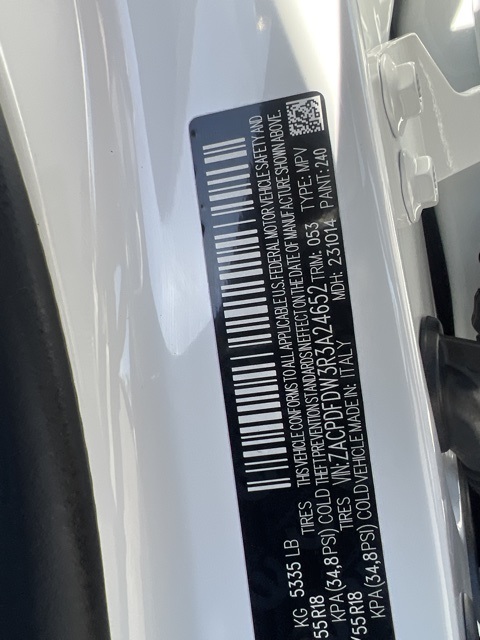 KG 5335 LB
55R18 TIRES
KPA(34,8PSI) COLD
/55R18 TIRES
KPA(34,8PSI) COLD
THIS VEHICLE CONFORMS TO ALL APPLICABLE U.S. FEDERAL MOTOR VEHICLE SAFETY AND
THEFT PREVENTION STANDARDS IN EFFECT ON THE DATE OF MANUFACTURE SHOWN ABOVE.
VIN:ZACPDFDW3R3A24652 TRIM: 053 TYPE: MPV
VEHICLE MADE IN: ITALY MDH: 231014 PAINT: 240